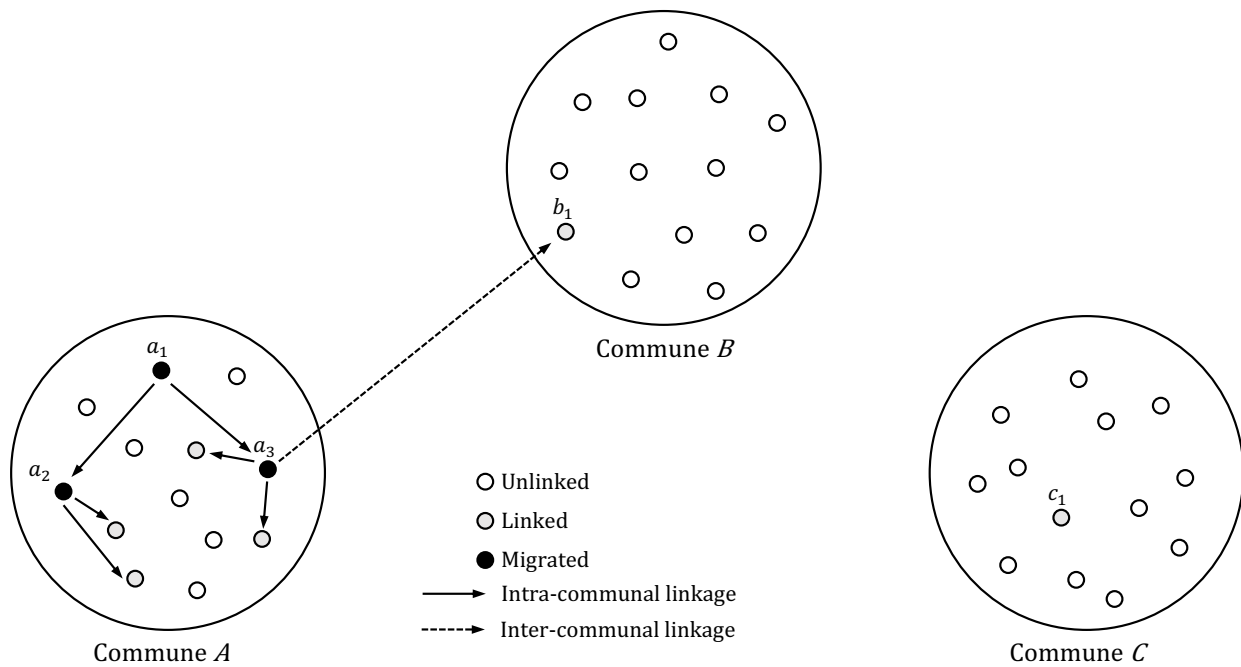 b₁
Commune B
a₁
a₂
a₃
Commune A
Unlinked
Linked
Migrated
Intra-communal linkage
Inter-communal linkage
c₁
Commune C